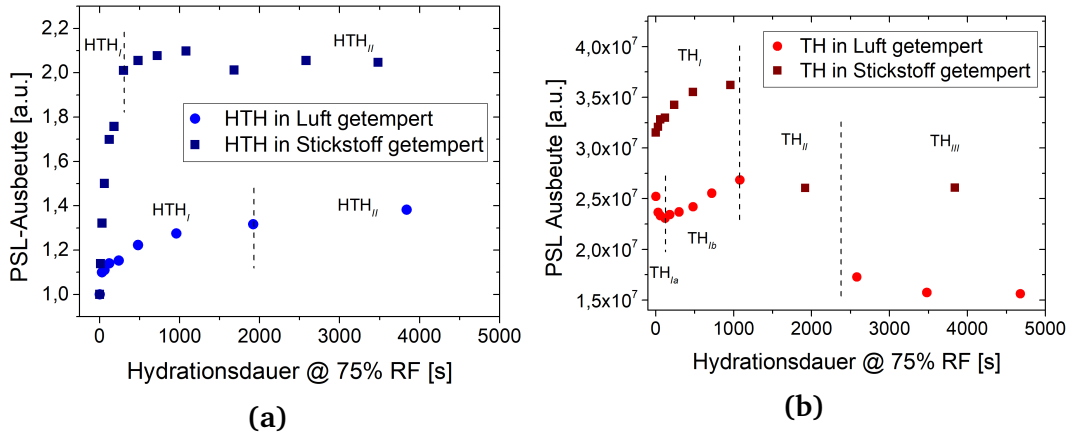 2,2
2,0
1,8
1,6
1,4
1,2
1,0
PSL-Ausbeute [a.u.]
HTH_I
HTH_II
HTH in Luft getempert
HTH in Stickstoff getempert
HTH_I
HTH_II
0 1000 2000 3000 4000 5000
Hydrationsdauer @ 75% RF [s]
(a)
4,0x10^7
3,5x10^7
3,0x10^7
2,5x10^7
2,0x10^7
1,5x10^7
PSL Ausbeute [a.u.]
TH in Luft getempert
TH in Stickstoff getempert
TH_I
TH_II
TH_III
TH_Ib
TH_Ia
0 1000 2000 3000 4000 5000
Hydrationsdauer @ 75% RF [s]
(b)